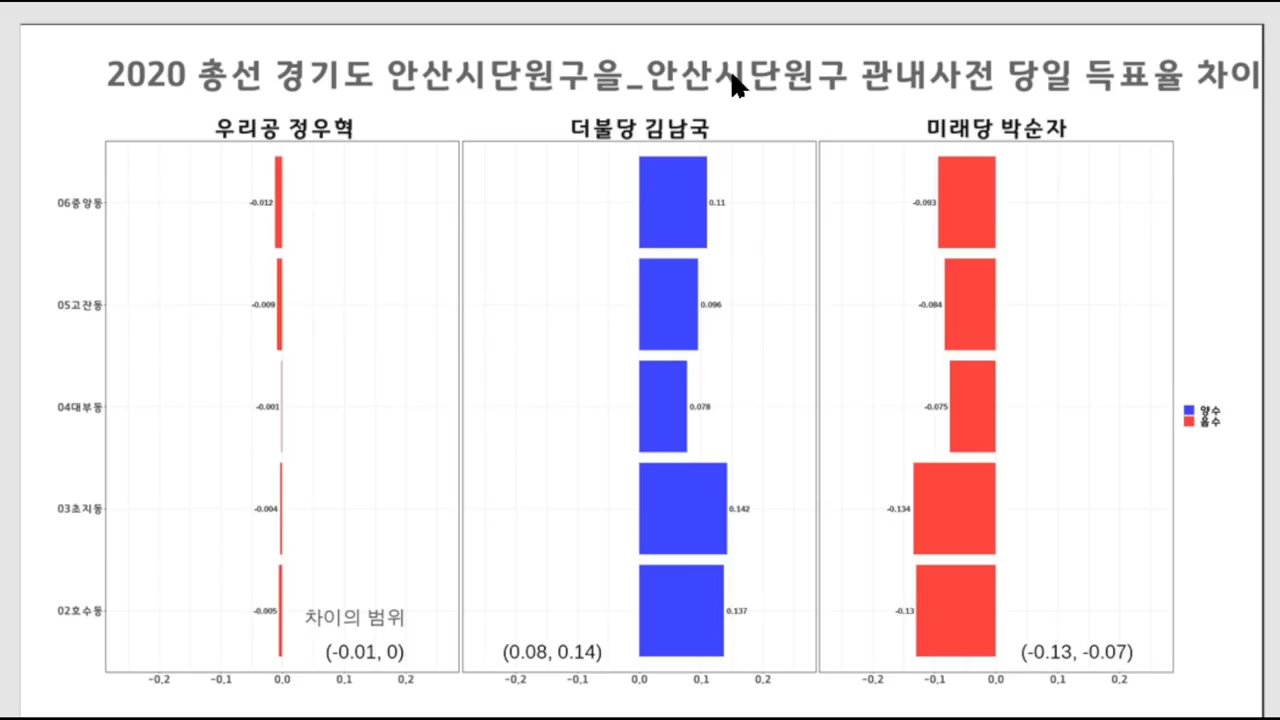 2020 총선 경기도 안산시단원구을_안산시단원구 관내사전 당일 득표율 차이
우리공 정우혁 더불당 김남국 미래당 박순자
06중앙동 -0.012 0.11 -0.093
05고잔동 -0.009 0.096 -0.084
04대부동 -0.001 0.078 -0.075
양수
음수
03초지동 -0.004 0.142 -0.134
02호수동 -0.005 0.137 -0.13
차이의 범위
(-0.01, 0) (0.08, 0.14) (-0.13, -0.07)
-0.2 -0.1 0.0 0.1 0.2 -0.2 -0.1 0.0 0.1 0.2 -0.2 -0.1 0.0 0.1 0.2